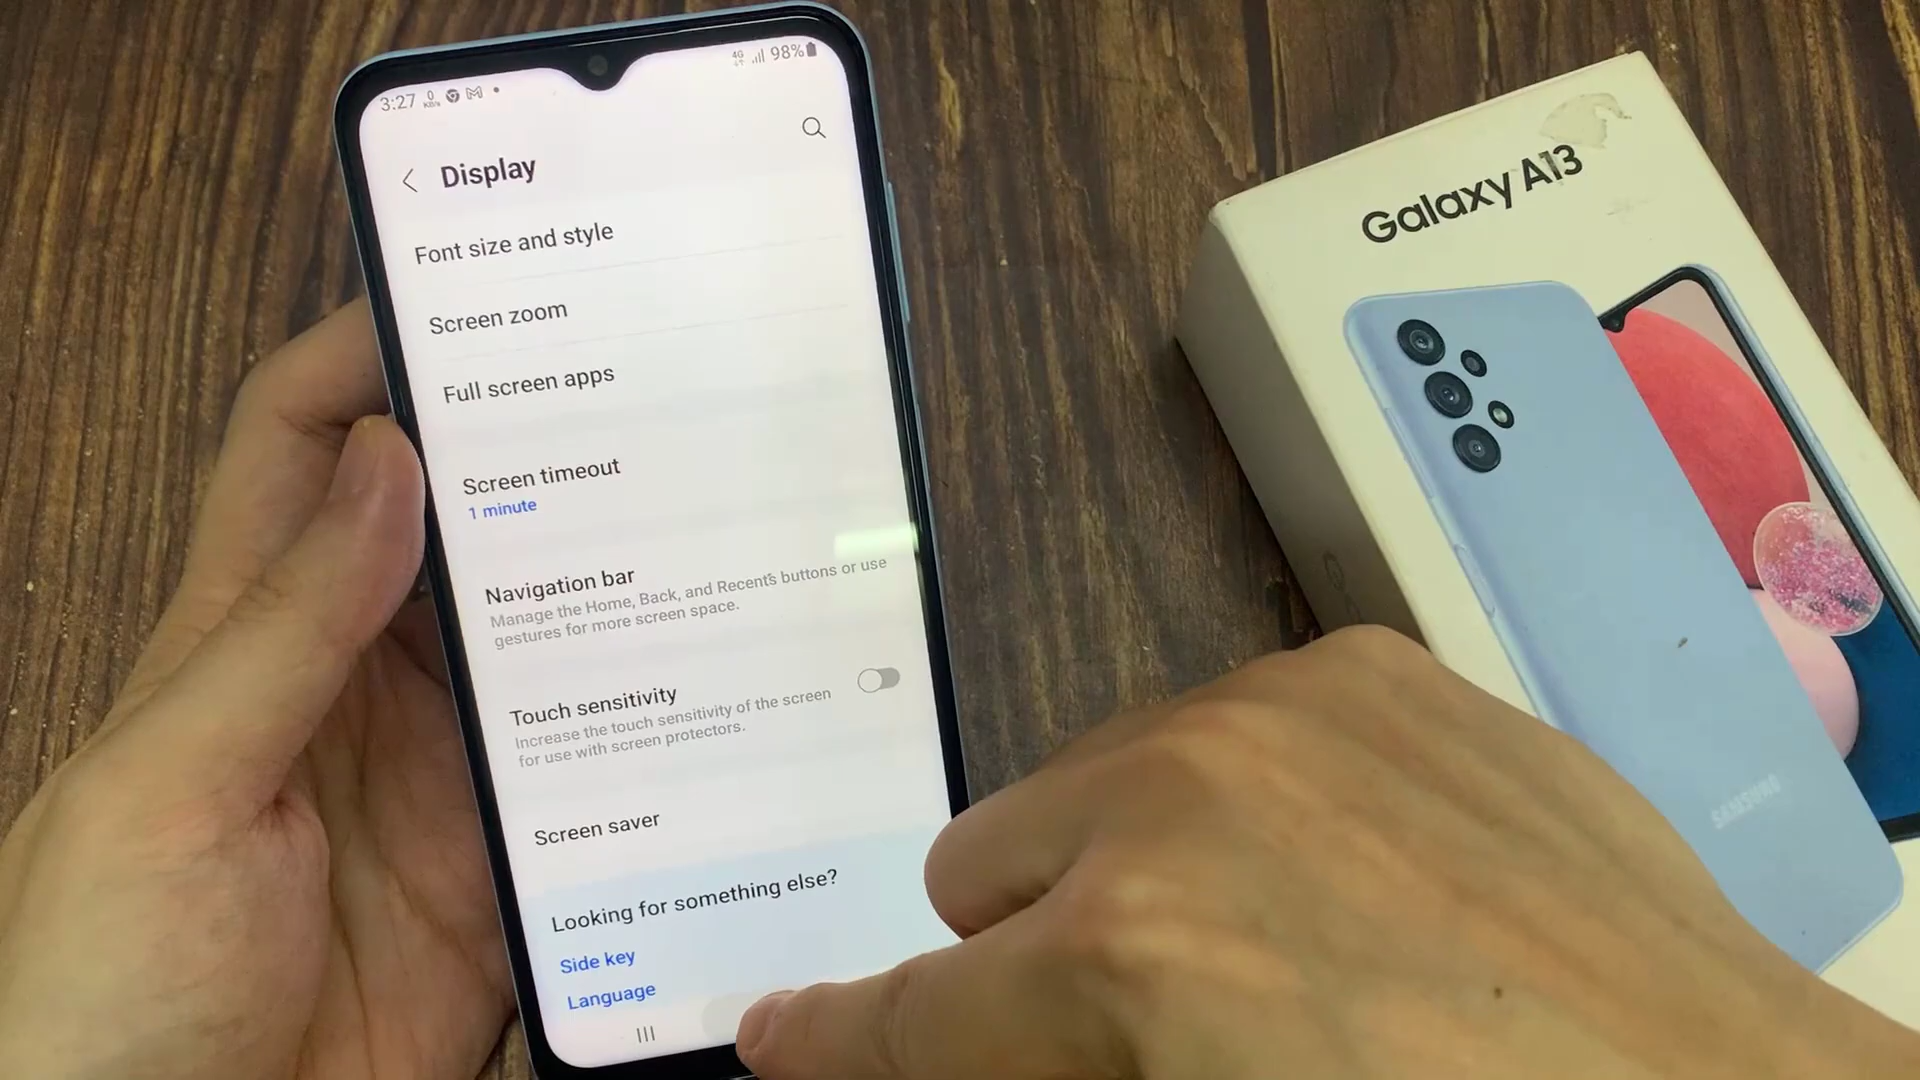 3:27
0
KB/s
4G
98%
Display
Font size and style
Screen zoom
Full screen apps
Screen timeout
1 minute
Navigation bar
Manage the Home, Back, and Recents buttons or use
gestures for more screen space.
Touch sensitivity
Increase the touch sensitivity of the screen
for use with screen protectors.
Screen saver
Looking for something else?
Side key
Language
Galaxy A13
SAMSUNG